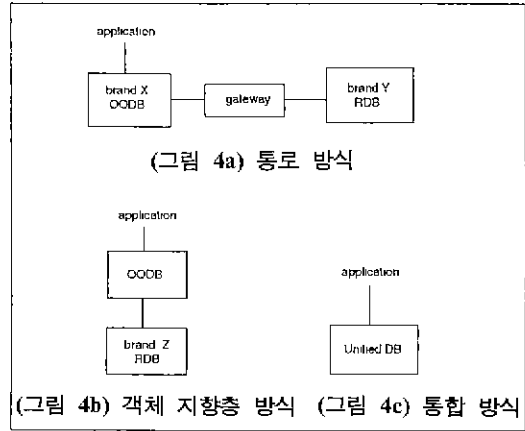 application
brand X
OODB
gateway
brand Y
RDB
(그림 4a) 통로 방식
application
OODB
brand Z
RDB
application
Unified DB
(그림 4b) 객체 지향층 방식
(그림 4c) 통합 방식